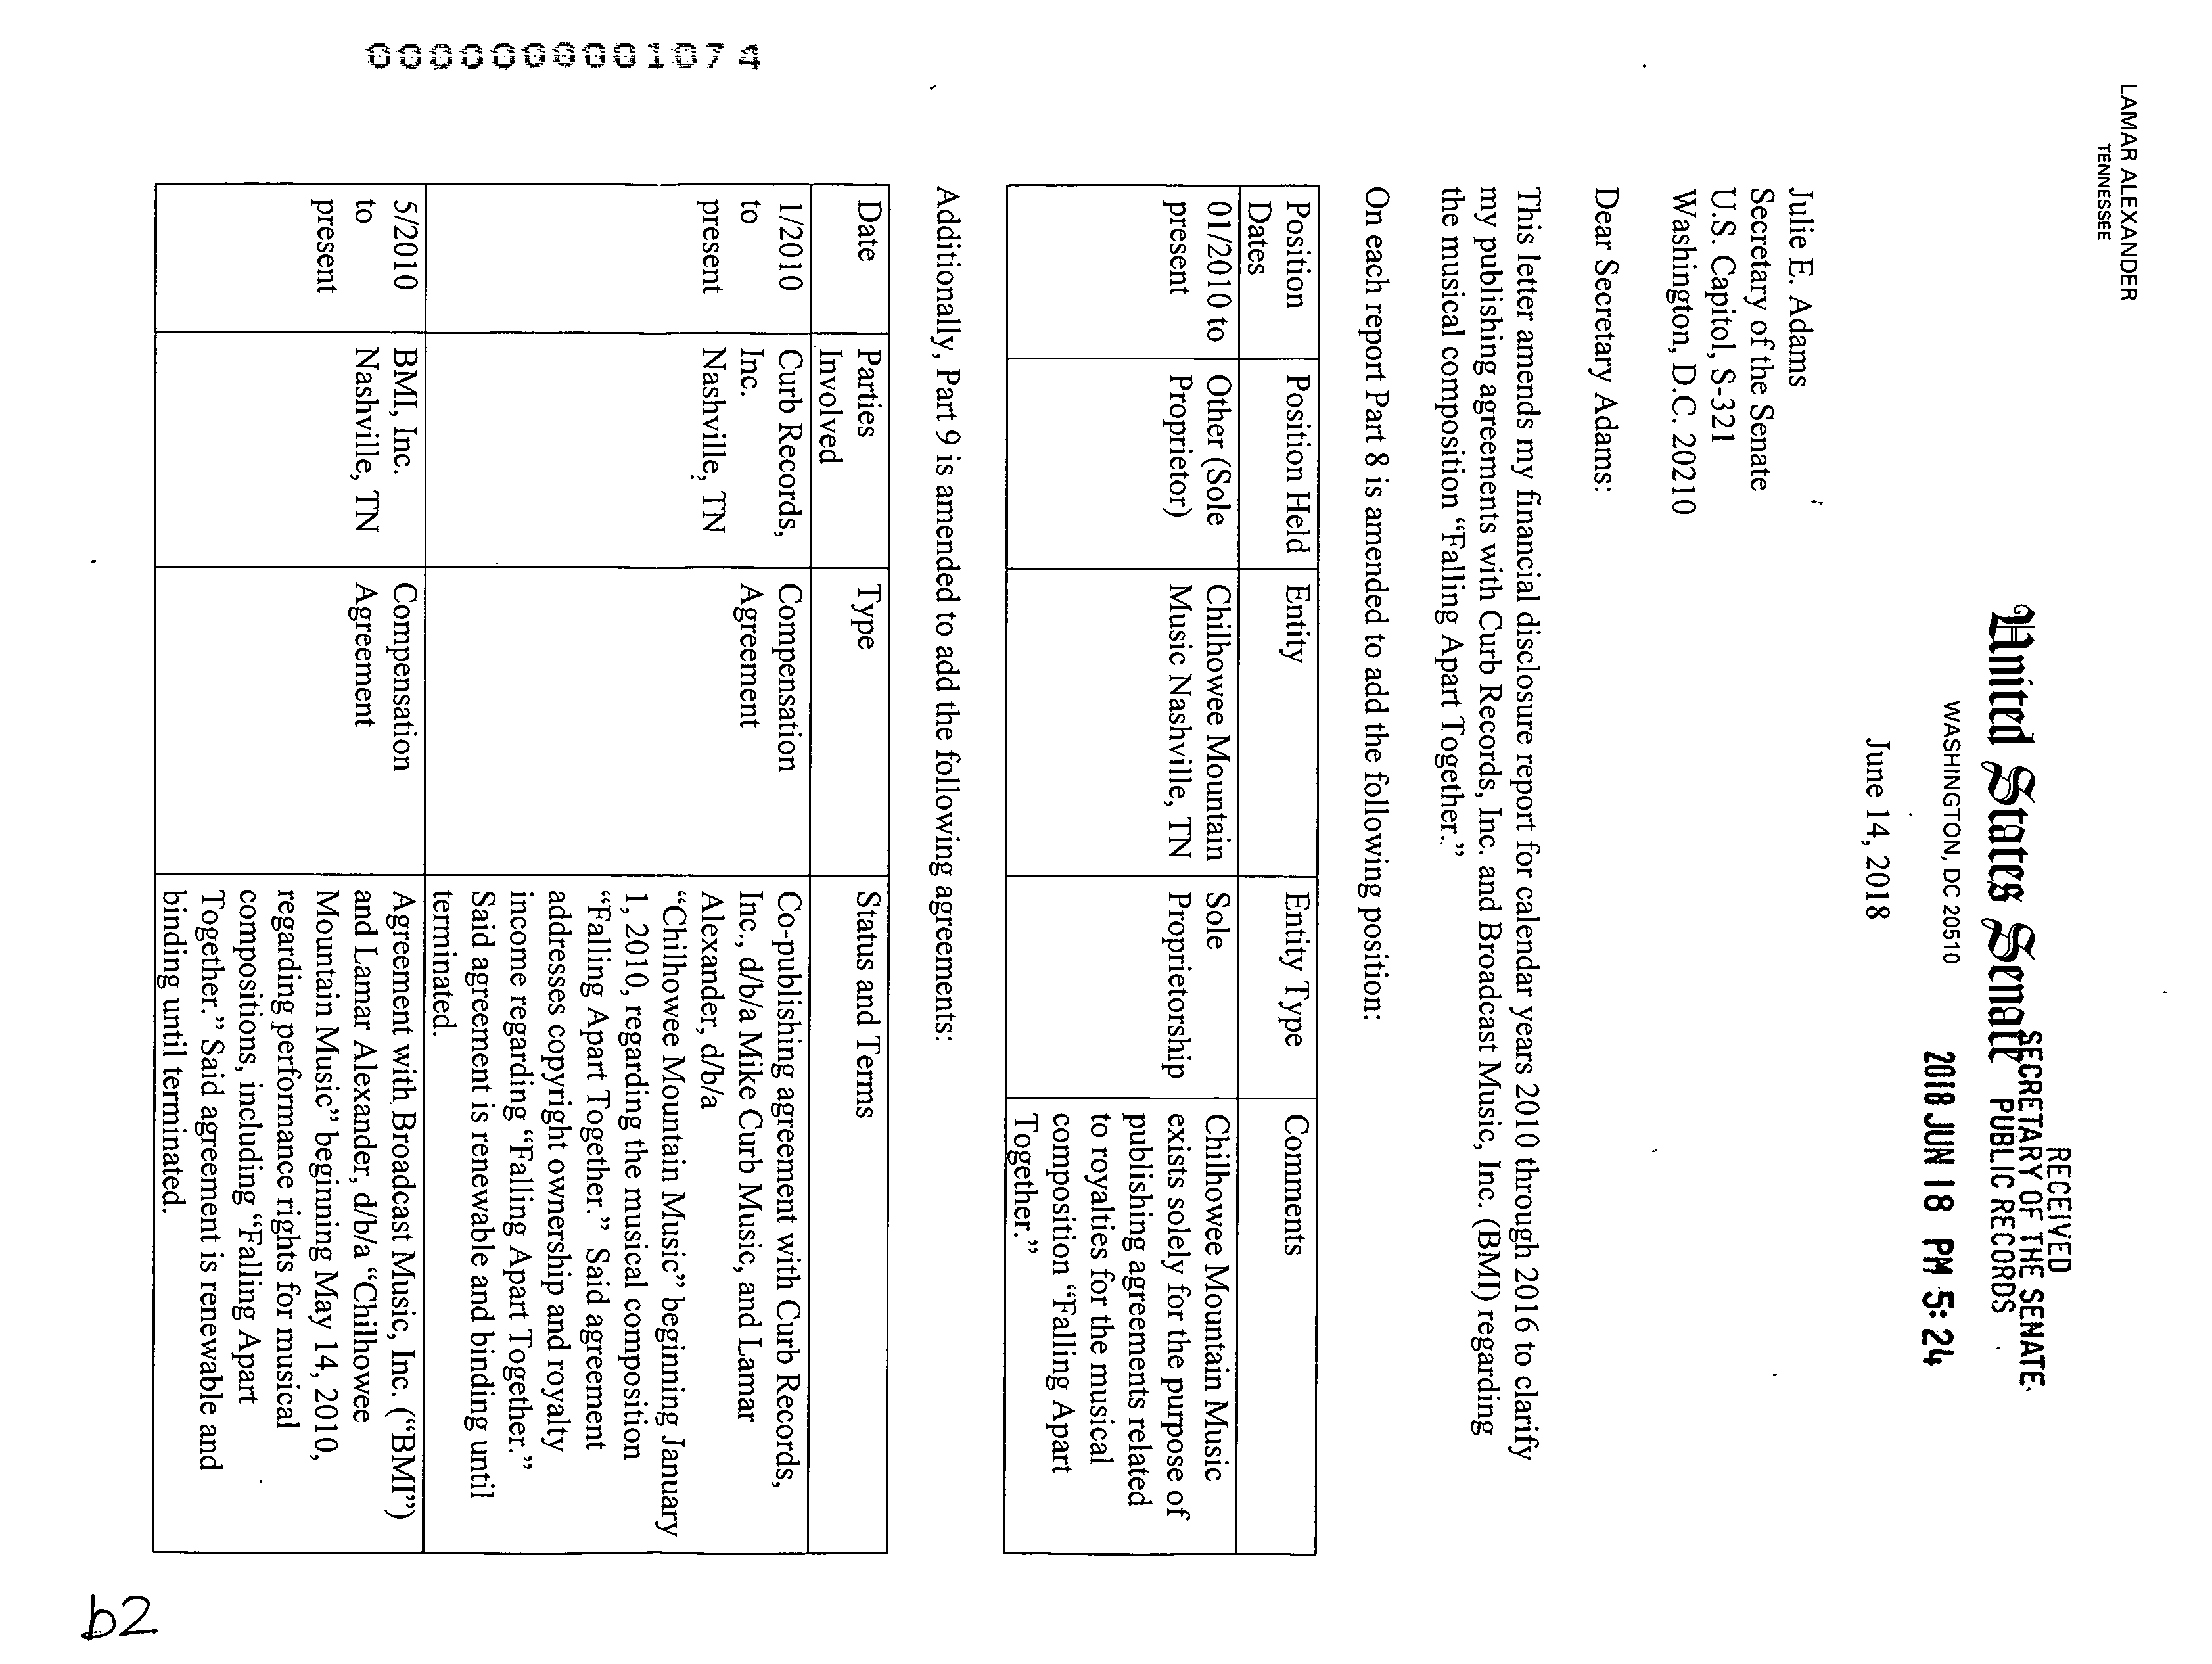 LAMAR ALEXANDER
TENNESSEE
RECEIVED
SECRETARY OF THE SENATE
PUBLIC RECORDS
United States Senate
WASHINGTON, DC 20510
2018 JUN 18 PM 5:24
June 14, 2018
Julie E. Adams
Secretary of the Senate
U.S. Capitol, S-321
Washington, D.C. 20210
Dear Secretary Adams:
This letter amends my financial disclosure report for calendar years 2010 through 2016 to clarify
my publishing agreements with Curb Records, Inc. and Broadcast Music, Inc. (BMI) regarding
the musical composition “Falling Apart Together.”
On each report Part 8 is amended to add the following position:
Position Dates
Position Held
Entity
Entity Type
Comments
01/2010 to
present
Other (Sole
Proprietor)
Chilhowee Mountain
Music Nashville, TN
Sole
Proprietorship
Chilhowee Mountain Music
exists solely for the purpose of
publishing agreements related
to royalties for the musical
composition “Falling Apart
Together.”
Additionally, Part 9 is amended to add the following agreements:
Date
Parties
Involved
Type
Status and Terms
1/2010
to
present
Curb Records,
Inc.
Nashville, TN
Compensation
Agreement
Co-publishing agreement with Curb Records,
Inc., d/b/a Mike Curb Music, and Lamar
Alexander, d/b/a
“Chilhowee Mountain Music” beginning January
1, 2010, regarding the musical composition
“Falling Apart Together.” Said agreement
addresses copyright ownership and royalty
income regarding “Falling Apart Together.”
Said agreement is renewable and binding until
terminated.
5/2010
to
present
BMI, Inc.
Nashville, TN
Compensation
Agreement
Agreement with Broadcast Music, Inc. (“BMI”)
and Lamar Alexander, d/b/a “Chilhowee
Mountain Music” beginning May 14, 2010,
regarding performance rights for musical
compositions, including “Falling Apart
Together.” Said agreement is renewable and
binding until terminated.
000000001074
b2